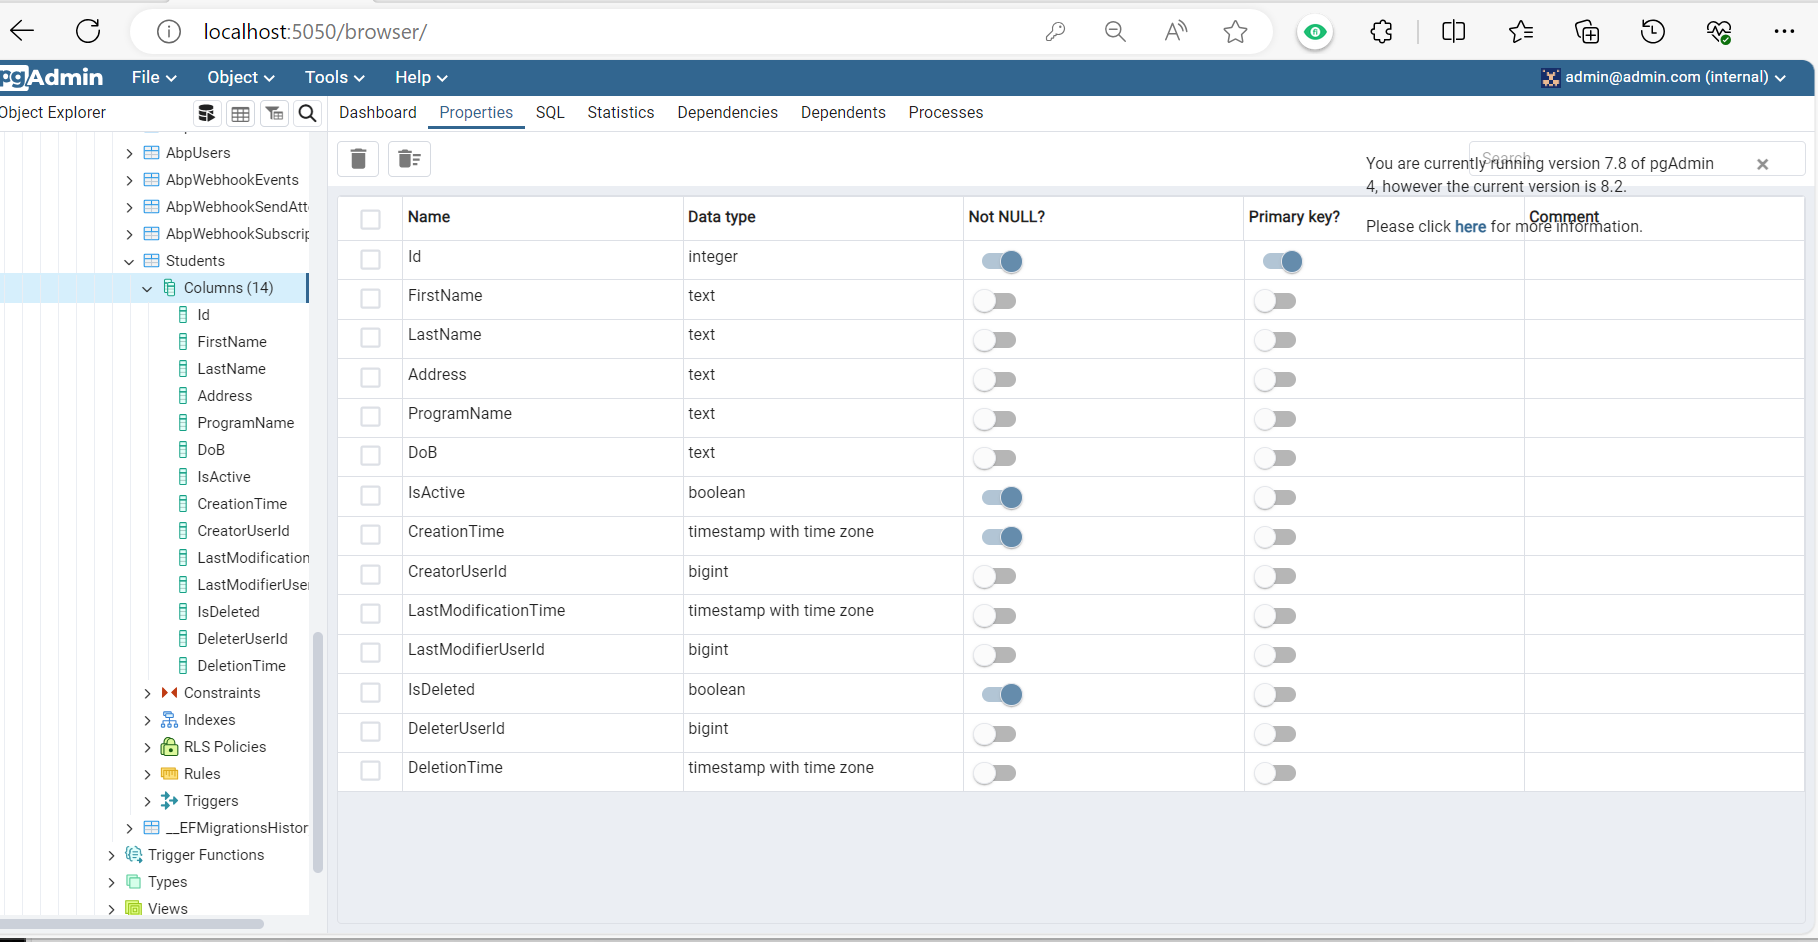 localhost:5050/browser/
pgAdmin File Object Tools Help admin@admin.com (internal)
Object Explorer
Dashboard Properties SQL Statistics Dependencies Dependents Processes
AbpUsers
AbpWebhookEvents
AbpWebhookSendAtt
AbpWebhookSubscrip
Students
Columns (14)
Id
FirstName
LastName
Address
ProgramName
DoB
IsActive
CreationTime
CreatorUserId
LastModification
LastModifierUse
IsDeleted
DeleterUserId
DeletionTime
Constraints
Indexes
RLS Policies
Rules
Triggers
__EFMigrationsHistor
Trigger Functions
Types
Views
Search
You are currently running version 7.8 of pgAdmin
4, however the current version is 8.2.
Please click here for more information.
Name Data type Not NULL? Primary key? Comment
Id integer
FirstName text
LastName text
Address text
ProgramName text
DoB text
IsActive boolean
CreationTime timestamp with time zone
CreatorUserId bigint
LastModificationTime timestamp with time zone
LastModifierUserId bigint
IsDeleted boolean
DeleterUserId bigint
DeletionTime timestamp with time zone